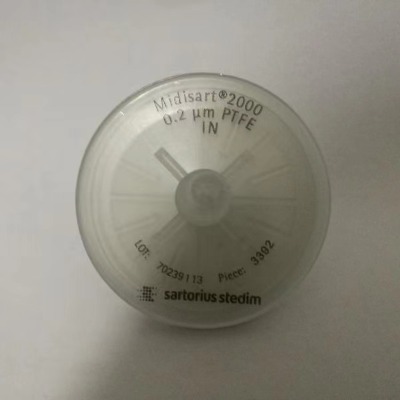 Midisart®2000
0.2 µm PTFE
IN
LOT: 70239113 Piece: 3392
sartorius stedim